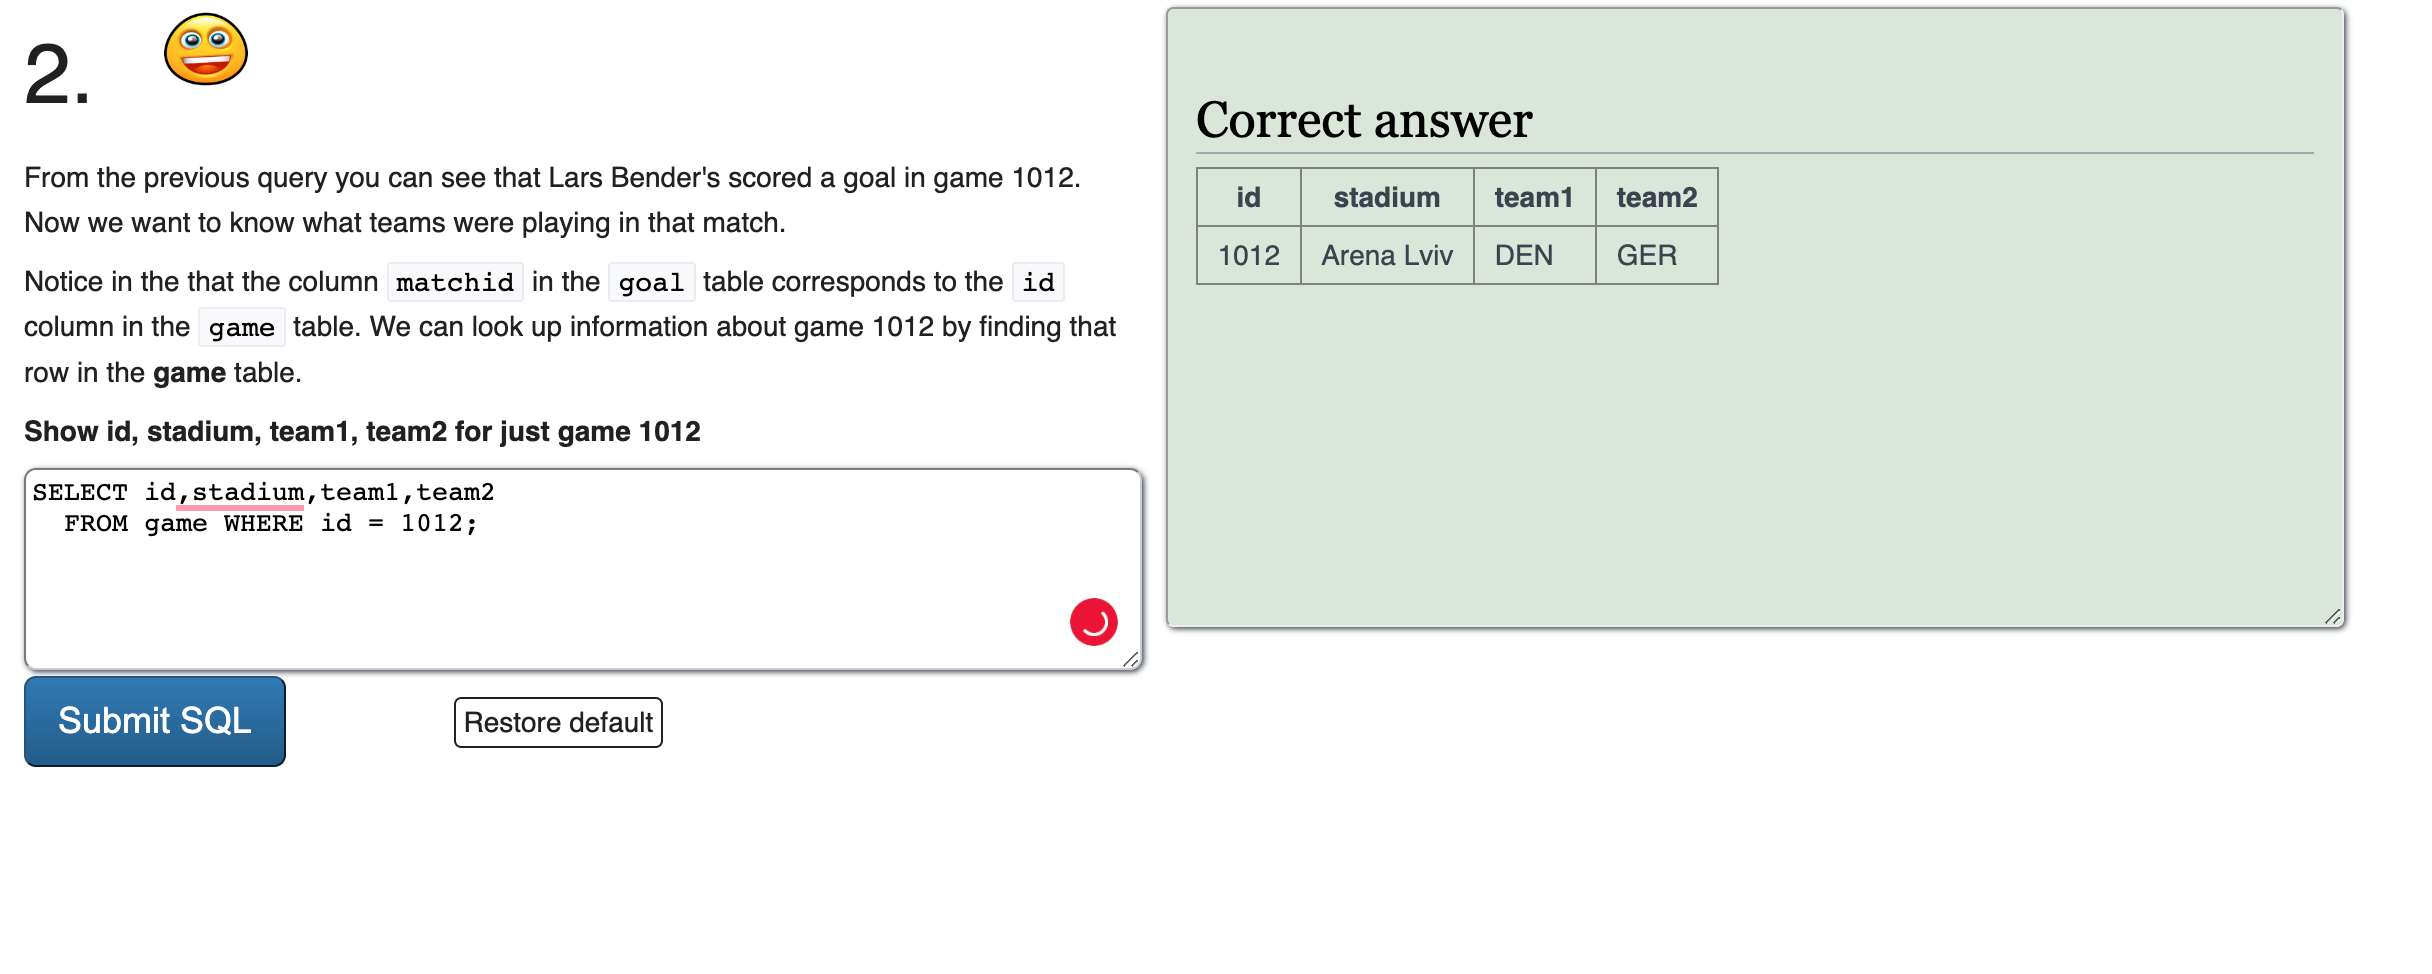 2.
From the previous query you can see that Lars Bender's scored a goal in game 1012.
Now we want to know what teams were playing in that match.
Notice in the that the column matchid in the goal table corresponds to the id
column in the game table. We can look up information about game 1012 by finding that
row in the game table.
Show id, stadium, team1, team2 for just game 1012
SELECT id,stadium,team1,team2
FROM game WHERE id = 1012;
Submit SQL
Restore default
Correct answer
id stadium team1 team2
1012 Arena Lviv DEN GER